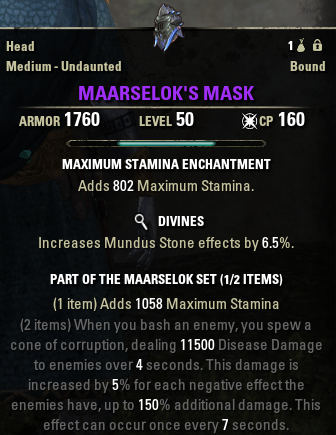 Head 1
Medium - Undaunted Bound
MAARSELOK'S MASK
ARMOR 1760 LEVEL 50 CP 160
MAXIMUM STAMINA ENCHANTMENT
Adds 802 Maximum Stamina.
DIVINES
Increases Mundus Stone effects by 6.5%.
PART OF THE MAARSELOK SET (1/2 ITEMS)
(1 item) Adds 1058 Maximum Stamina
(2 items) When you bash an enemy, you spew a
cone of corruption, dealing 11500 Disease Damage
to enemies over 4 seconds. This damage is
increased by 5% for each negative effect the
enemies have, up to 150% additional damage. This
effect can occur once every 7 seconds.